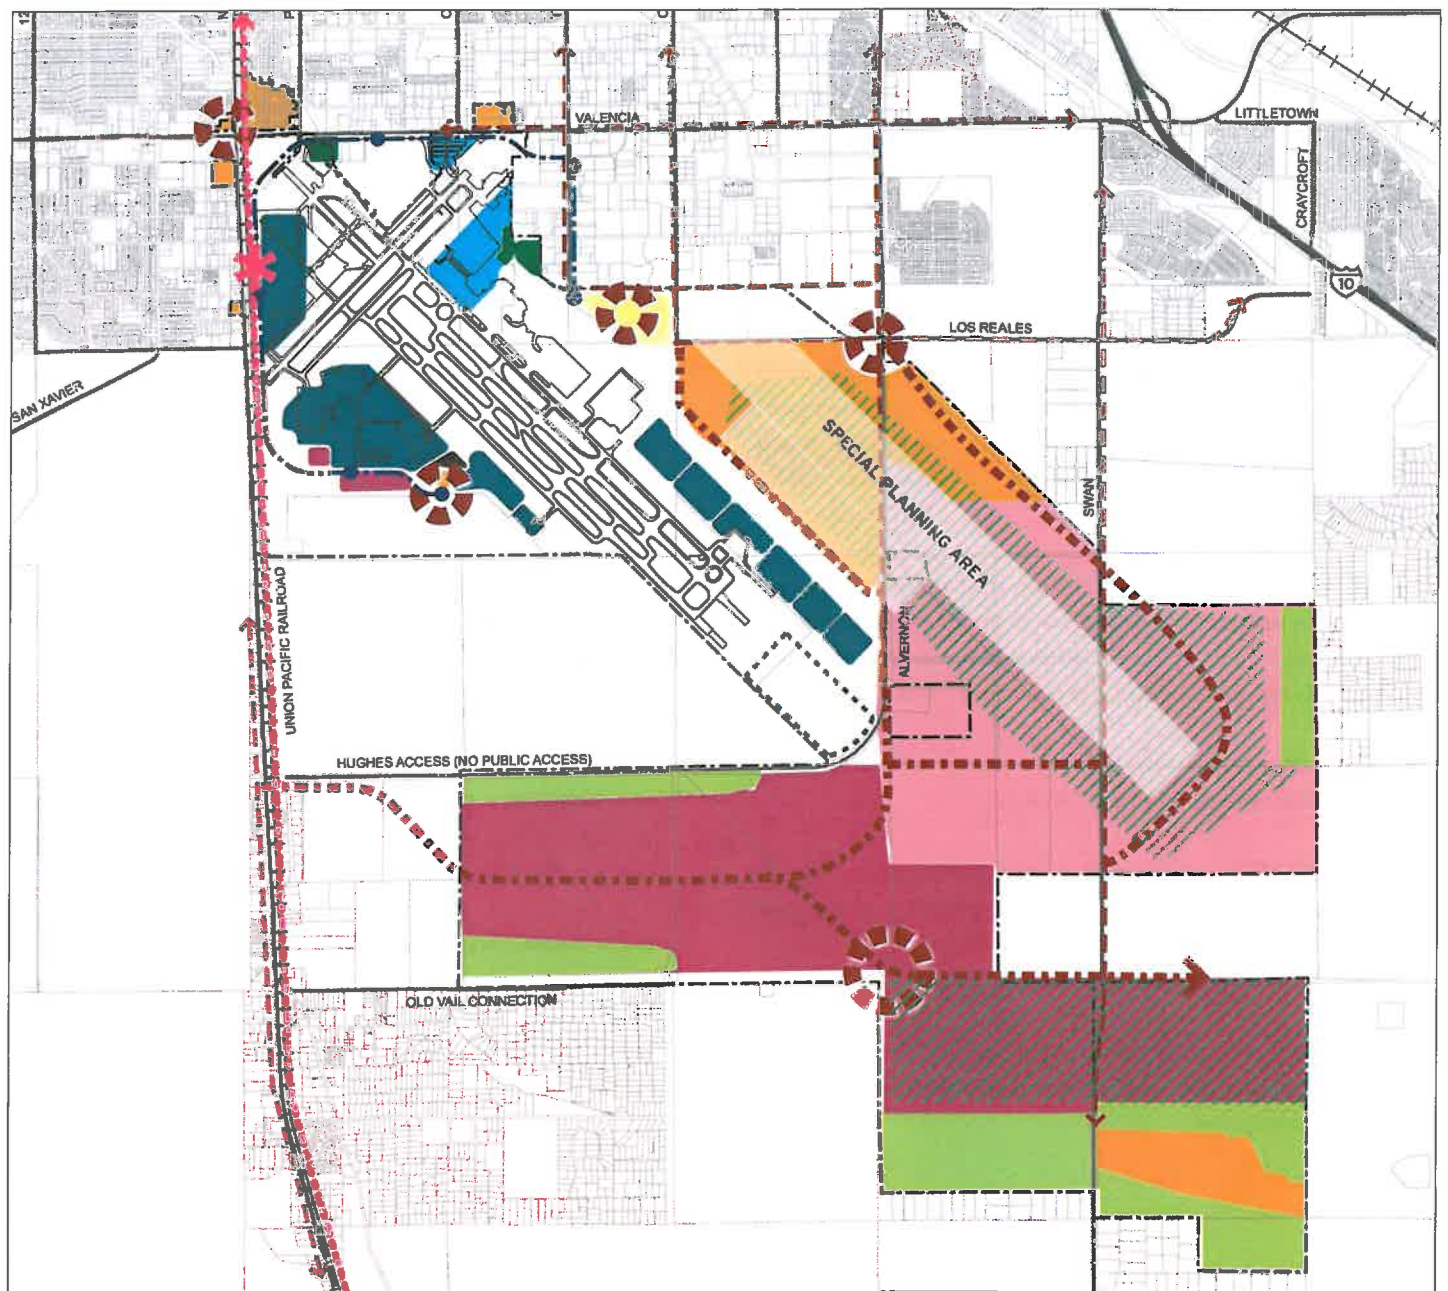 12
VALENCIA
LITTLETOWN
CRAYCROFT
10
LOS REALES
SAN XAVIER
SPECIAL PLANNING AREA
SWAN
UNION PACIFIC RAILROAD
ALVERNON
HUGHES ACCESS (NO PUBLIC ACCESS)
OLD VAIL CONNECTION